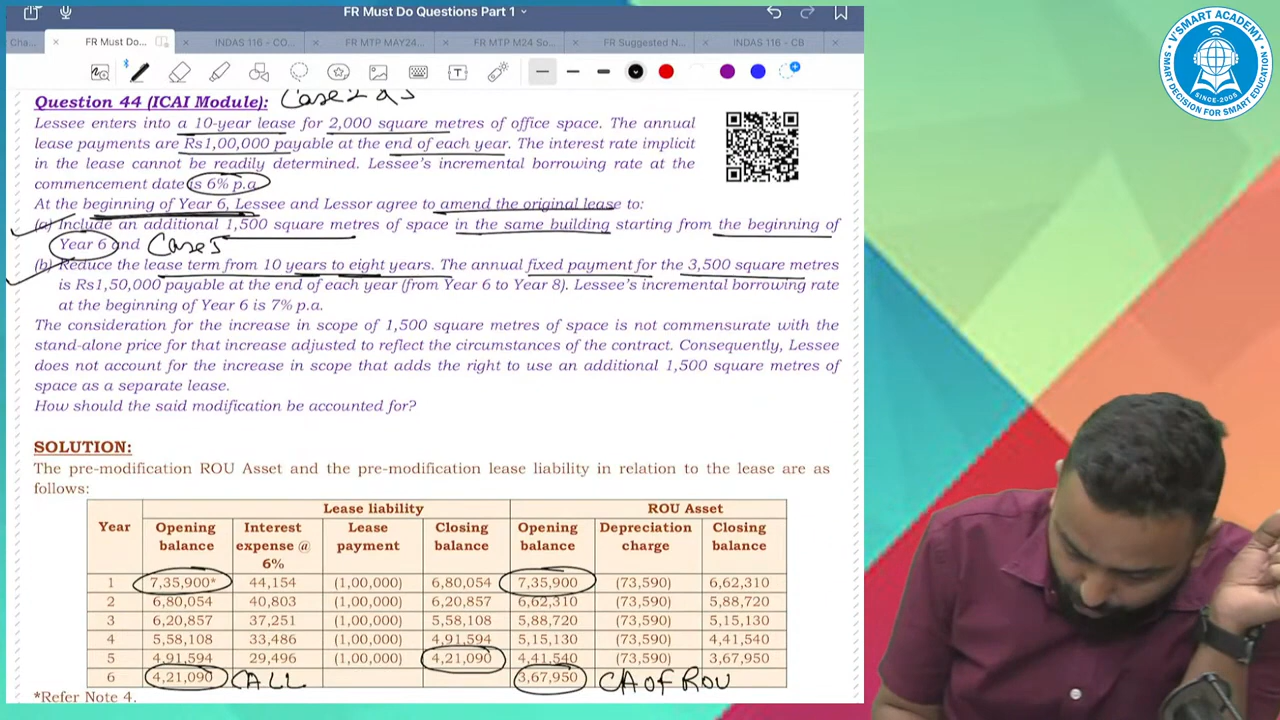 FR Must Do Questions Part 1
Cha...
FR Must Do...
INDAS 116 - CO...
FR MTP MAY24...
FR MTP M24 So...
FR Suggested N...
INDAS 116 - CB
V'SMART ACADEMY
SINCE-2005
SMART DECISION FOR SMART EDUCATION
Question 44 (ICAI Module): Case 2 as
Lessee enters into a 10-year lease for 2,000 square metres of office space. The annual
lease payments are Rs1,00,000 payable at the end of each year. The interest rate implicit
in the lease cannot be readily determined. Lessee's incremental borrowing rate at the
commencement date is 6% p.a
At the beginning of Year 6, Lessee and Lessor agree to amend the original lease to:
(a) Include an additional 1,500 square metres of space in the same building starting from the beginning of
Year 6 and Case 5
(b) Reduce the lease term from 10 years to eight years. The annual fixed payment for the 3,500 square metres
is Rs1,50,000 payable at the end of each year (from Year 6 to Year 8). Lessee's incremental borrowing rate
at the beginning of Year 6 is 7% p.a.
The consideration for the increase in scope of 1,500 square metres of space is not commensurate with the
stand-alone price for that increase adjusted to reflect the circumstances of the contract. Consequently, Lessee
does not account for the increase in scope that adds the right to use an additional 1,500 square metres of
space as a separate lease.
How should the said modification be accounted for?
SOLUTION:
The pre-modification ROU Asset and the pre-modification lease liability in relation to the lease are as
follows:
Lease liability ROU Asset
Year Opening balance Interest expense @ 6% Lease payment Closing balance Opening balance Depreciation charge Closing balance
1 7,35,900* 44,154 (1,00,000) 6,80,054 7,35,900 (73,590) 6,62,310
2 6,80,054 40,803 (1,00,000) 6,20,857 6,62,310 (73,590) 5,88,720
3 6,20,857 37,251 (1,00,000) 5,58,108 5,88,720 (73,590) 5,15,130
4 5,58,108 33,486 (1,00,000) 4,91,594 5,15,130 (73,590) 4,41,540
5 4,91,594 29,496 (1,00,000) 4,21,090 4,41,540 (73,590) 3,67,950
6 4,21,090 CALL 3,67,950 CA OF ROU
*Refer Note 4.